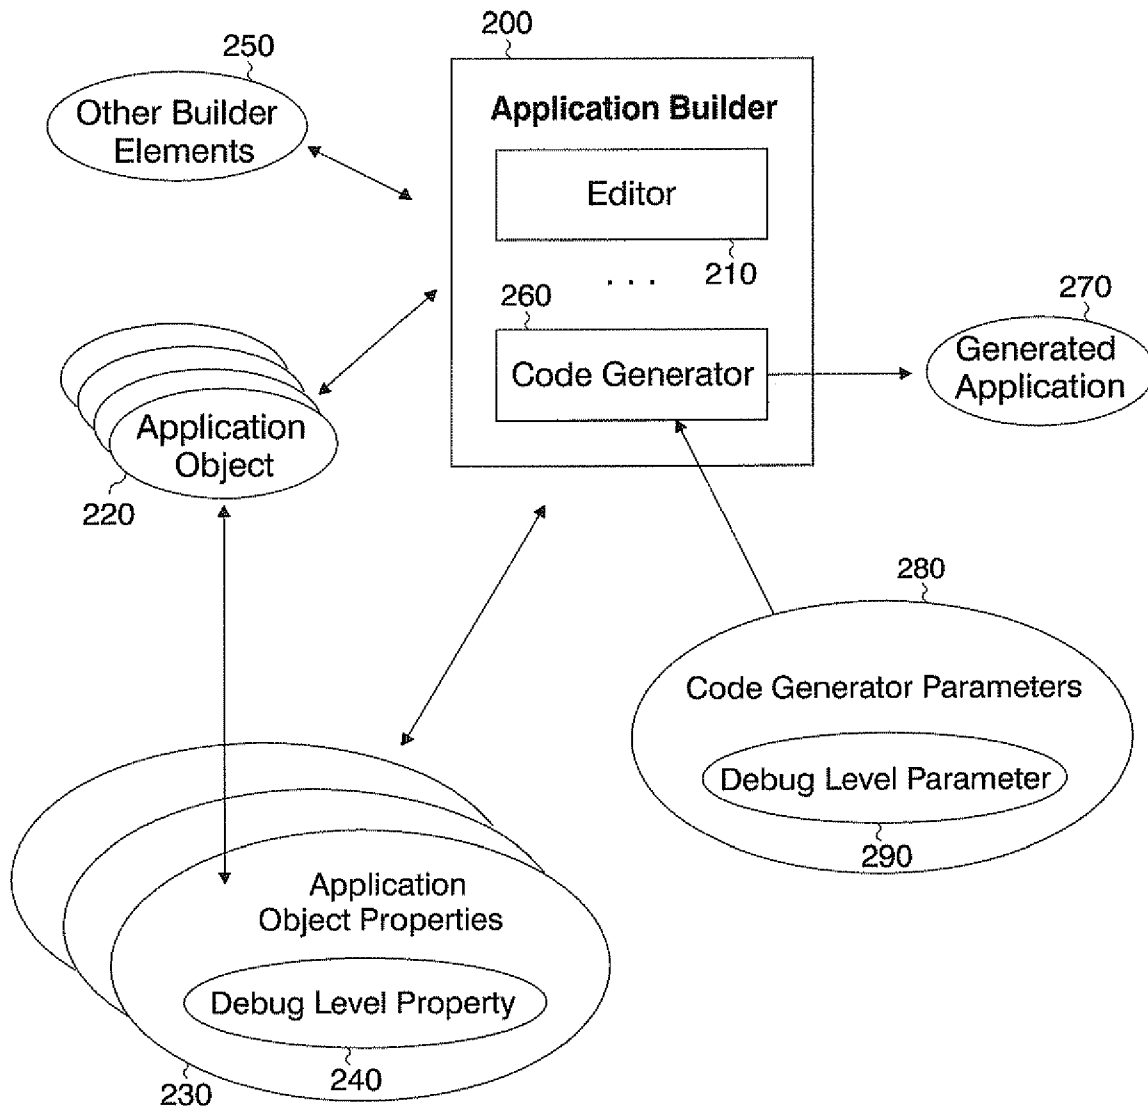 200
250
Other Builder
Elements
Application Builder
Editor
210
. . .
260
Code Generator
270
Generated
Application
Application
Object
220
280
Code Generator Parameters
Debug Level Parameter
290
Application
Object Properties
Debug Level Property
240
230